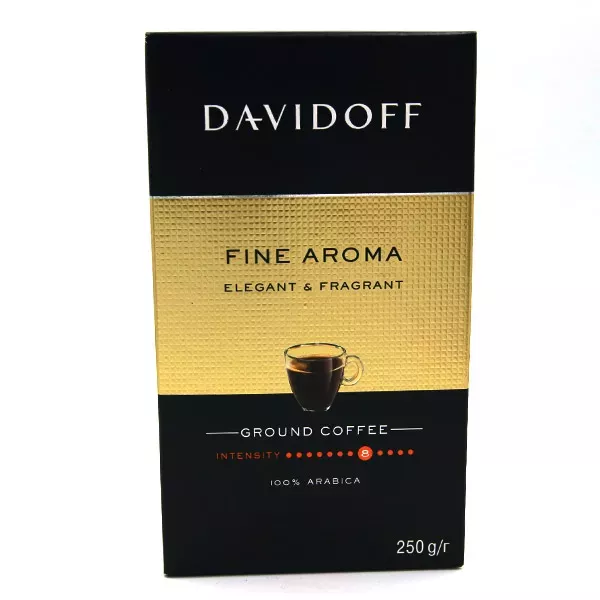 DAVIDOFF
FINE AROMA
ELEGANT & FRAGRANT
GROUND COFFEE
INTENSITY 8
100% ARABICA
250 g/г